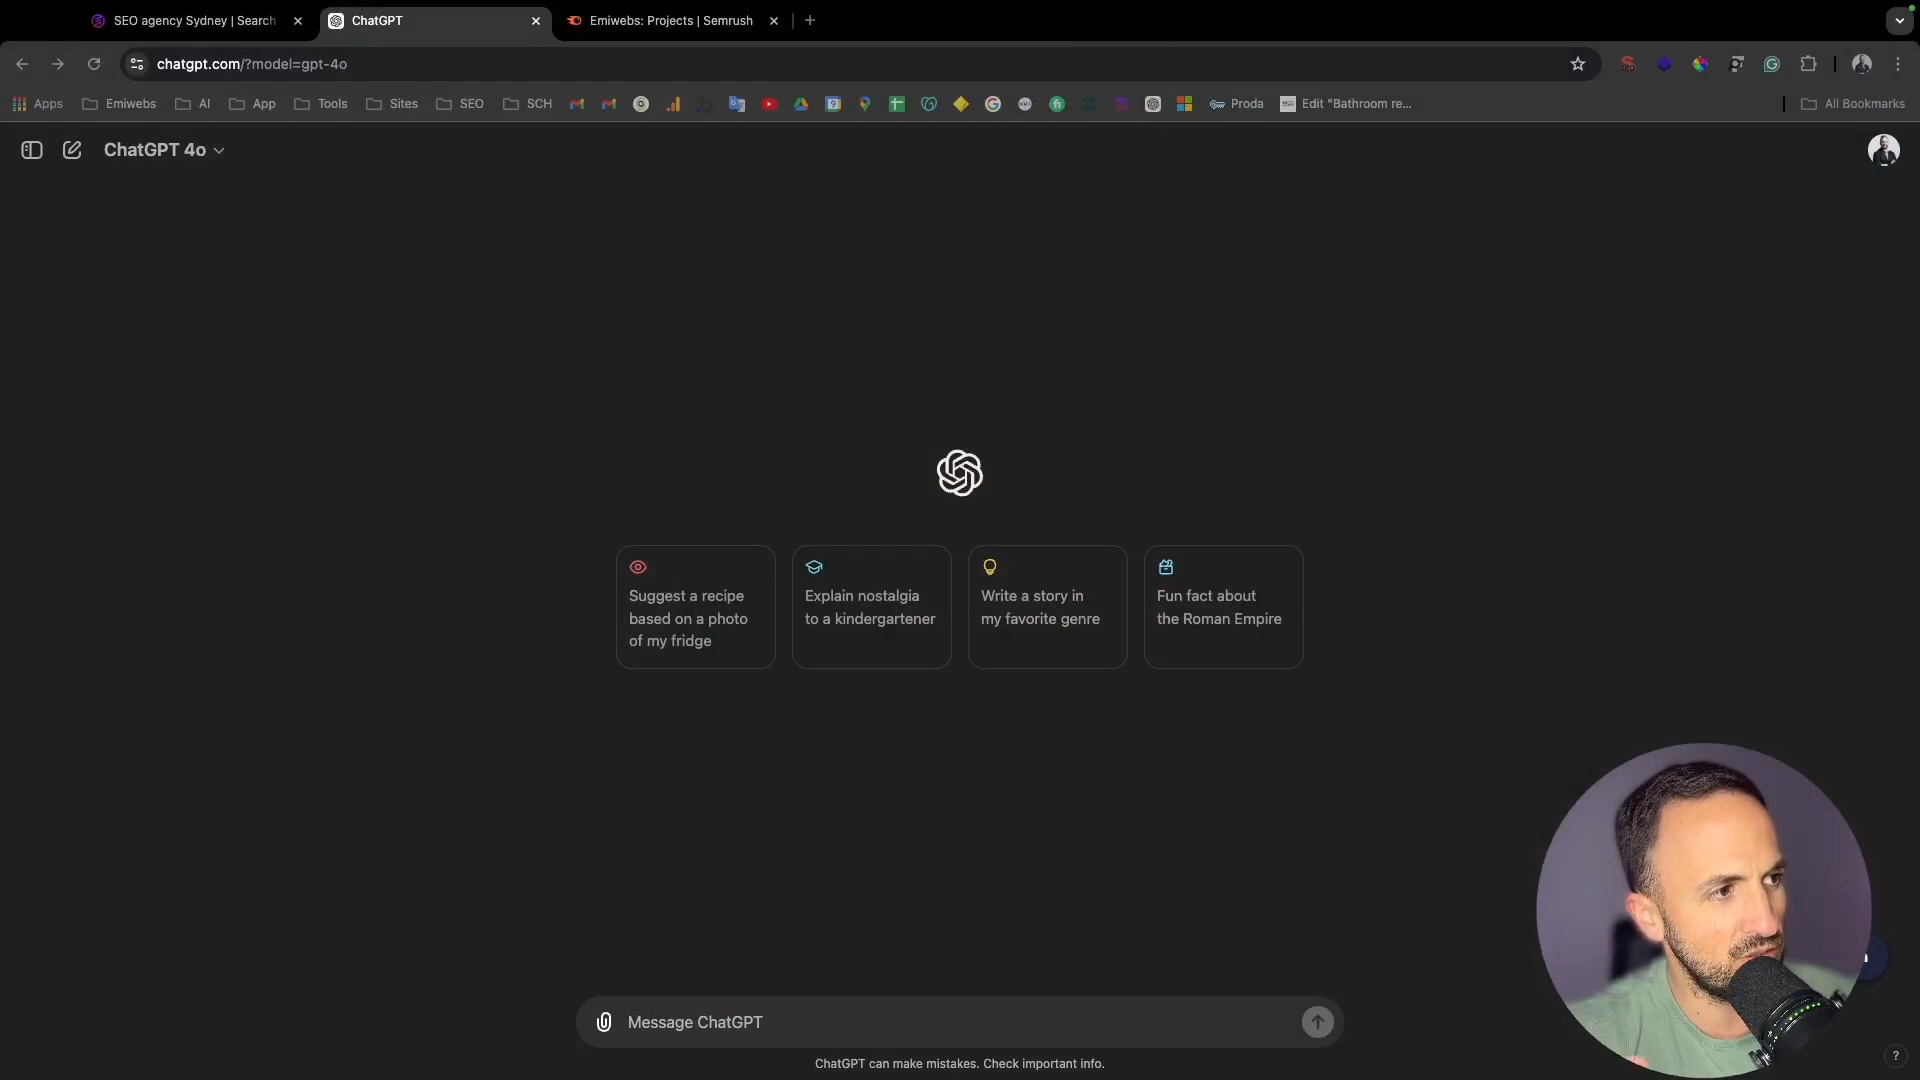 SEO agency Sydney | Search
ChatGPT
Emiwebs: Projects | Semrush
chatgpt.com/?model=gpt-4o
Apps
Emiwebs
AI
App
Tools
Sites
SEO
SCH
Proda
Edit "Bathroom re...
All Bookmarks
ChatGPT 4o
Suggest a recipe
based on a photo
of my fridge
Explain nostalgia
to a kindergartener
Write a story in
my favorite genre
Fun fact about
the Roman Empire
Message ChatGPT
ChatGPT can make mistakes. Check important info.
?